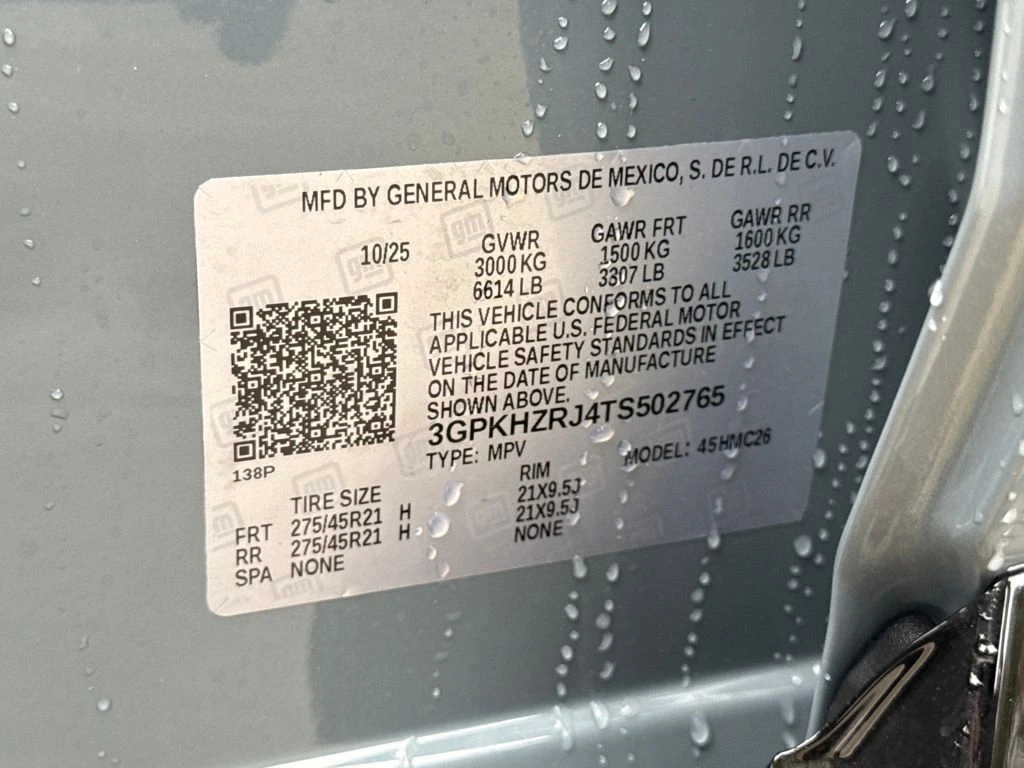 MFD BY GENERAL MOTORS DE MEXICO, S. DE R.L. DE C.V.
10/25
GVWR GAWR FRT GAWR RR
3000 KG 1500 KG 1600 KG
6614 LB 3307 LB 3528 LB
THIS VEHICLE CONFORMS TO ALL
APPLICABLE U.S. FEDERAL MOTOR
VEHICLE SAFETY STANDARDS IN EFFECT
ON THE DATE OF MANUFACTURE
SHOWN ABOVE.
3GPKHZRJ4TS502765
TYPE: MPV MODEL: 45HMC26
138P
TIRE SIZE RIM
FRT 275/45R21 H 21X9.5J
RR 275/45R21 H 21X9.5J
SPA NONE NONE